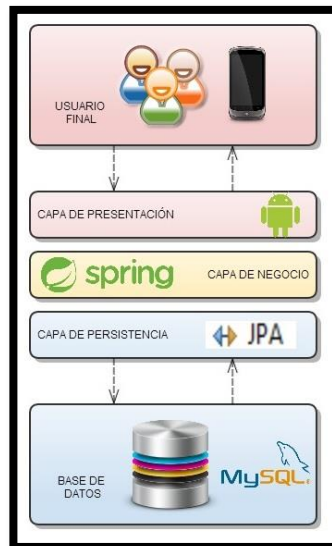 USUARIO
FINAL
CAPA DE PRESENTACIÓN
spring
CAPA DE NEGOCIO
CAPA DE PERSISTENCIA
JPA
BASE DE
DATOS
MySQL